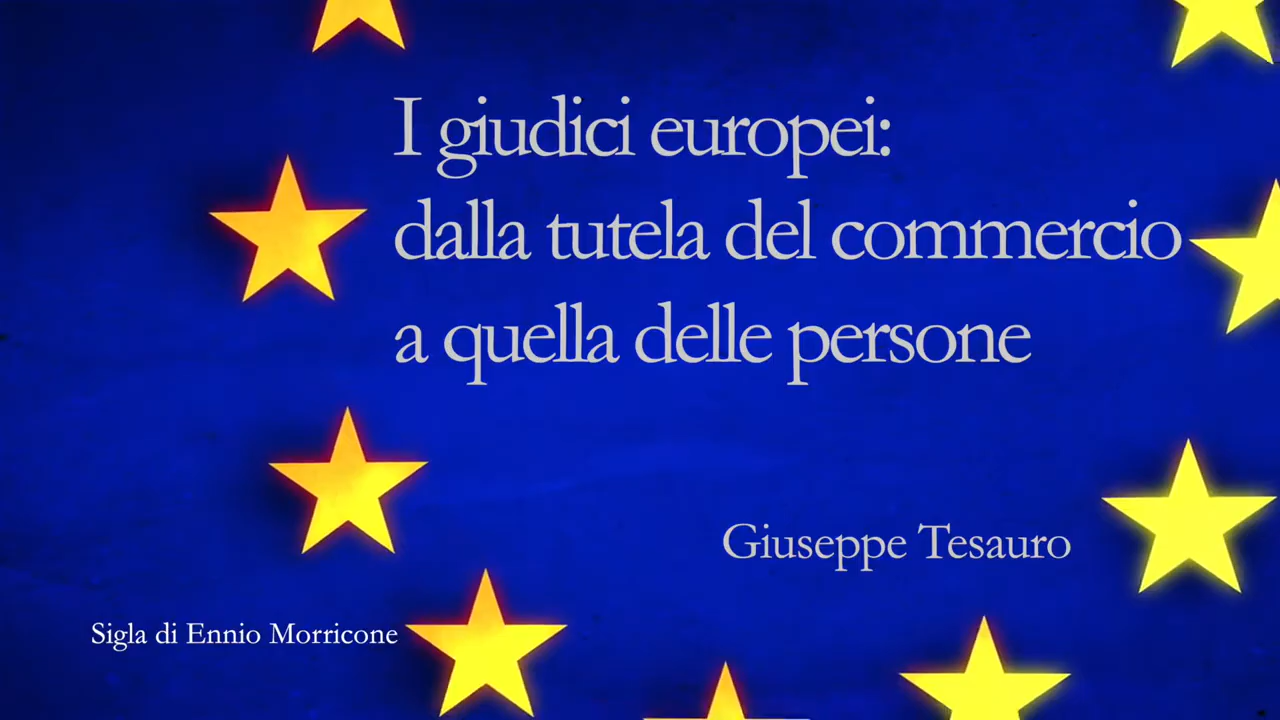 I giudici europei:
dalla tutela del commercio
a quella delle persone
Giuseppe Tesauro
Sigla di Ennio Morricone